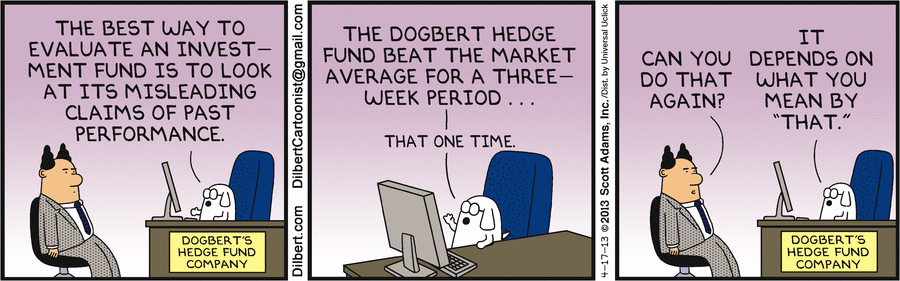 THE BEST WAY TO
EVALUATE AN INVEST-
MENT FUND IS TO LOOK
AT ITS MISLEADING
CLAIMS OF PAST
PERFORMANCE.
DOGBERT'S
HEDGE FUND
COMPANY
Dilbert.com DilbertCartoonist@gmail.com
THE DOGBERT HEDGE
FUND BEAT THE MARKET
AVERAGE FOR A THREE-
WEEK PERIOD...
THAT ONE TIME.
4-17-13 © 2013 Scott Adams, Inc. /Dist. by Universal Uclick
CAN YOU
DO THAT
AGAIN?
IT
DEPENDS ON
WHAT YOU
MEAN BY
"THAT."
DOGBERT'S
HEDGE FUND
COMPANY